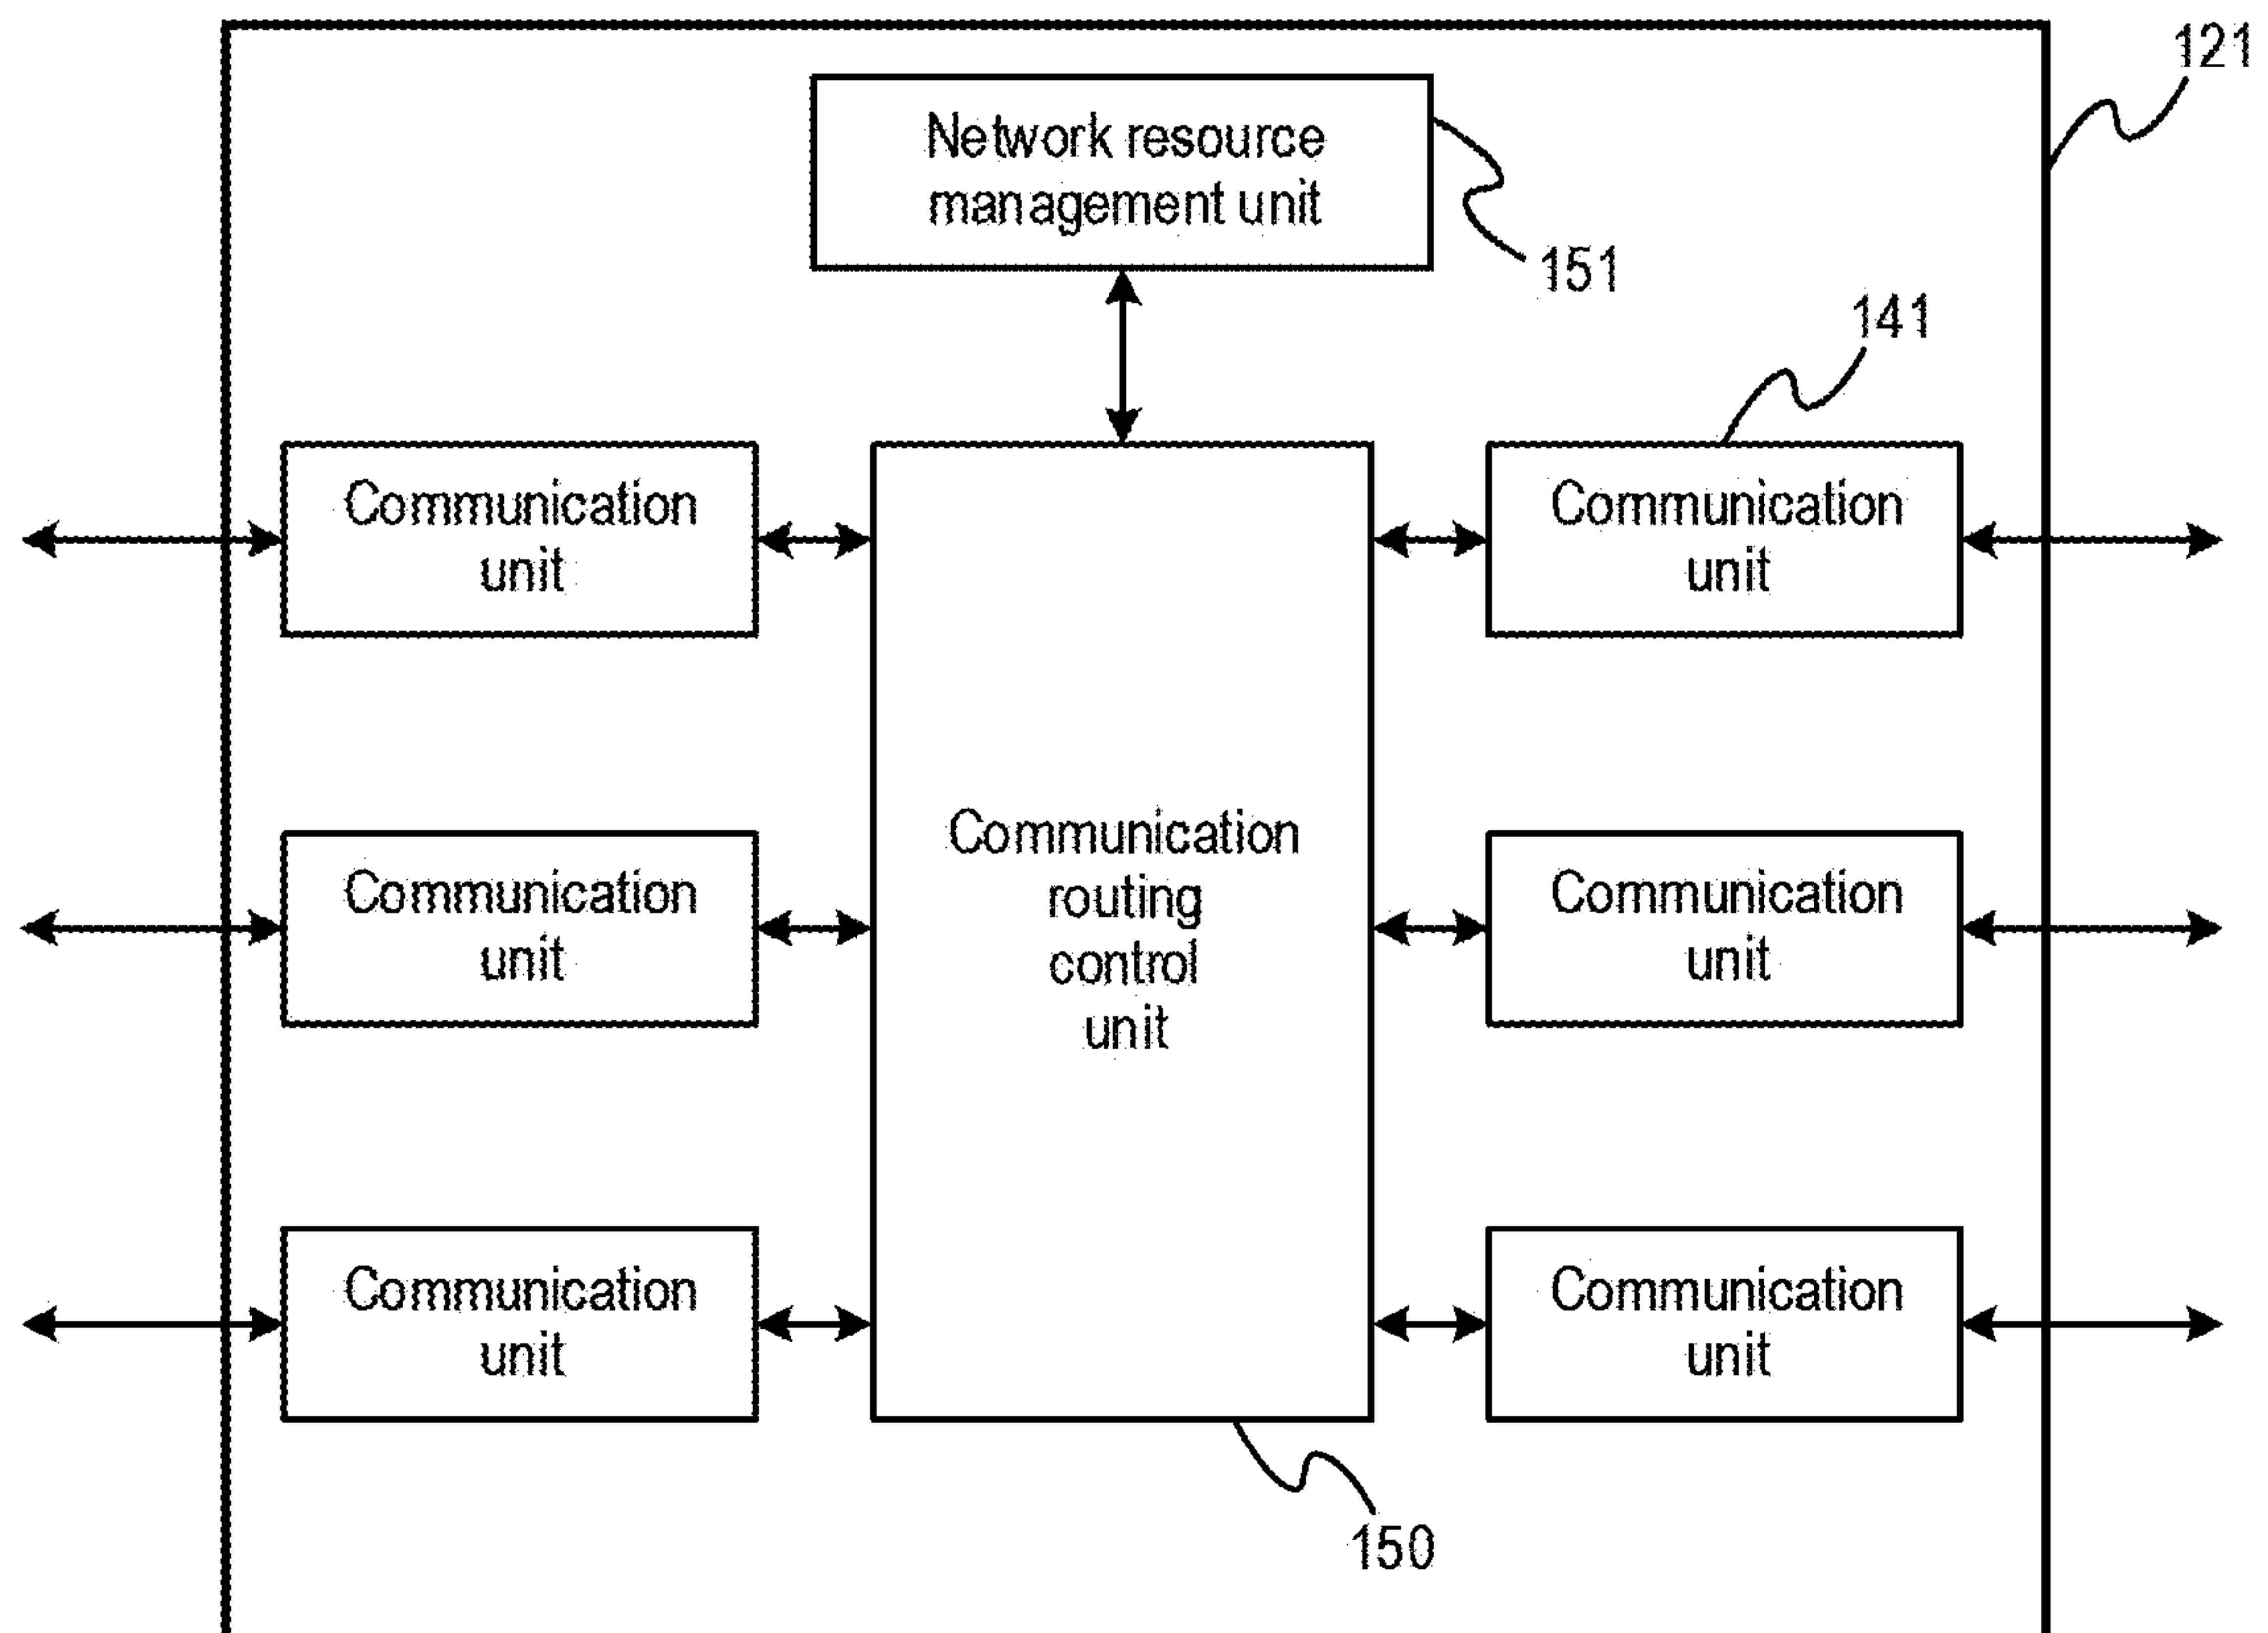 121
Network resource
management unit
151
141
Communication
unit
Communication
unit
Communication
routing
control
unit
Communication
unit
Communication
unit
Communication
unit
Communication
unit
150